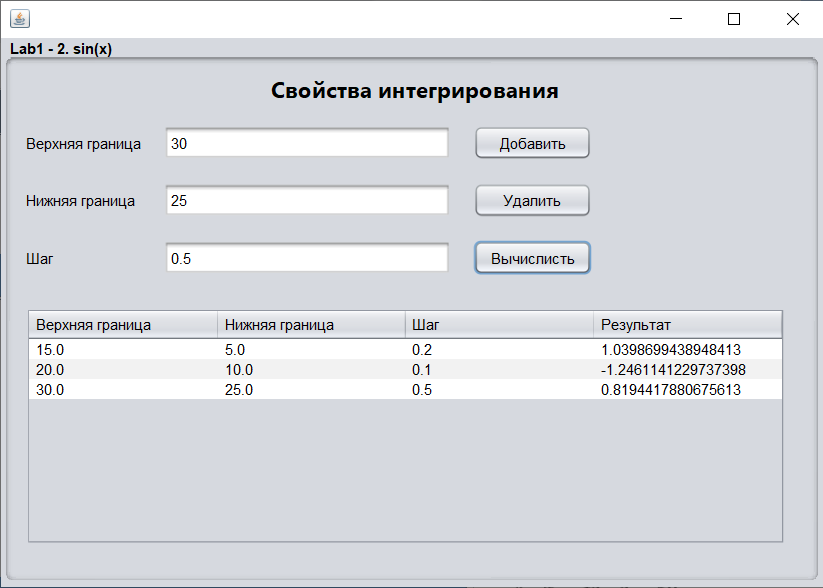 Lab1 - 2. sin(x)
Свойства интегрирования
Верхняя граница 30 Добавить
Нижняя граница 25 Удалить
Шаг 0.5 Вычислисть
Верхняя граница Нижняя граница Шаг Результат
15.0 5.0 0.2 1.0398699438948413
20.0 10.0 0.1 -1.2461141229737398
30.0 25.0 0.5 0.8194417880675613